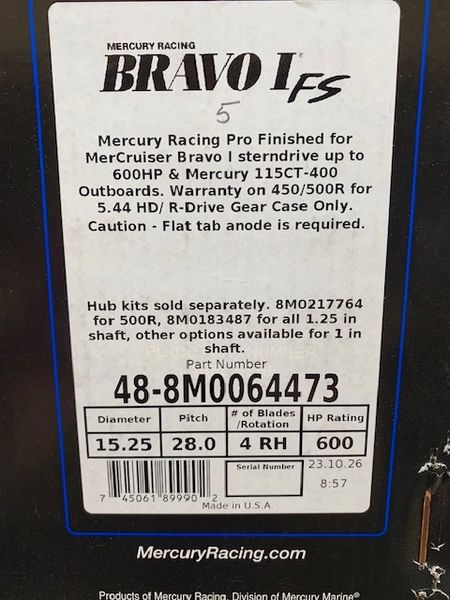 MERCURY RACING
BRAVO I FS
5
Mercury Racing Pro Finished for
MerCruiser Bravo I sterndrive up to
600HP & Mercury 115CT-400
Outboards. Warranty on 450/500R for
5.44 HD/ R-Drive Gear Case Only.
Caution - Flat tab anode is required.
Hub kits sold separately. 8M0217764
for 500R, 8M0183487 for all 1.25 in
shaft, other options available for 1 in
shaft.
Part Number
48-8M0064473
Diameter Pitch # of Blades /Rotation HP Rating
15.25 28.0 4 RH 600
Serial Number 23.10.26
8:57
7 45061 89990 2
Made in U.S.A.
MercuryRacing.com
Products of Mercury Racing, Division of Mercury Marine®